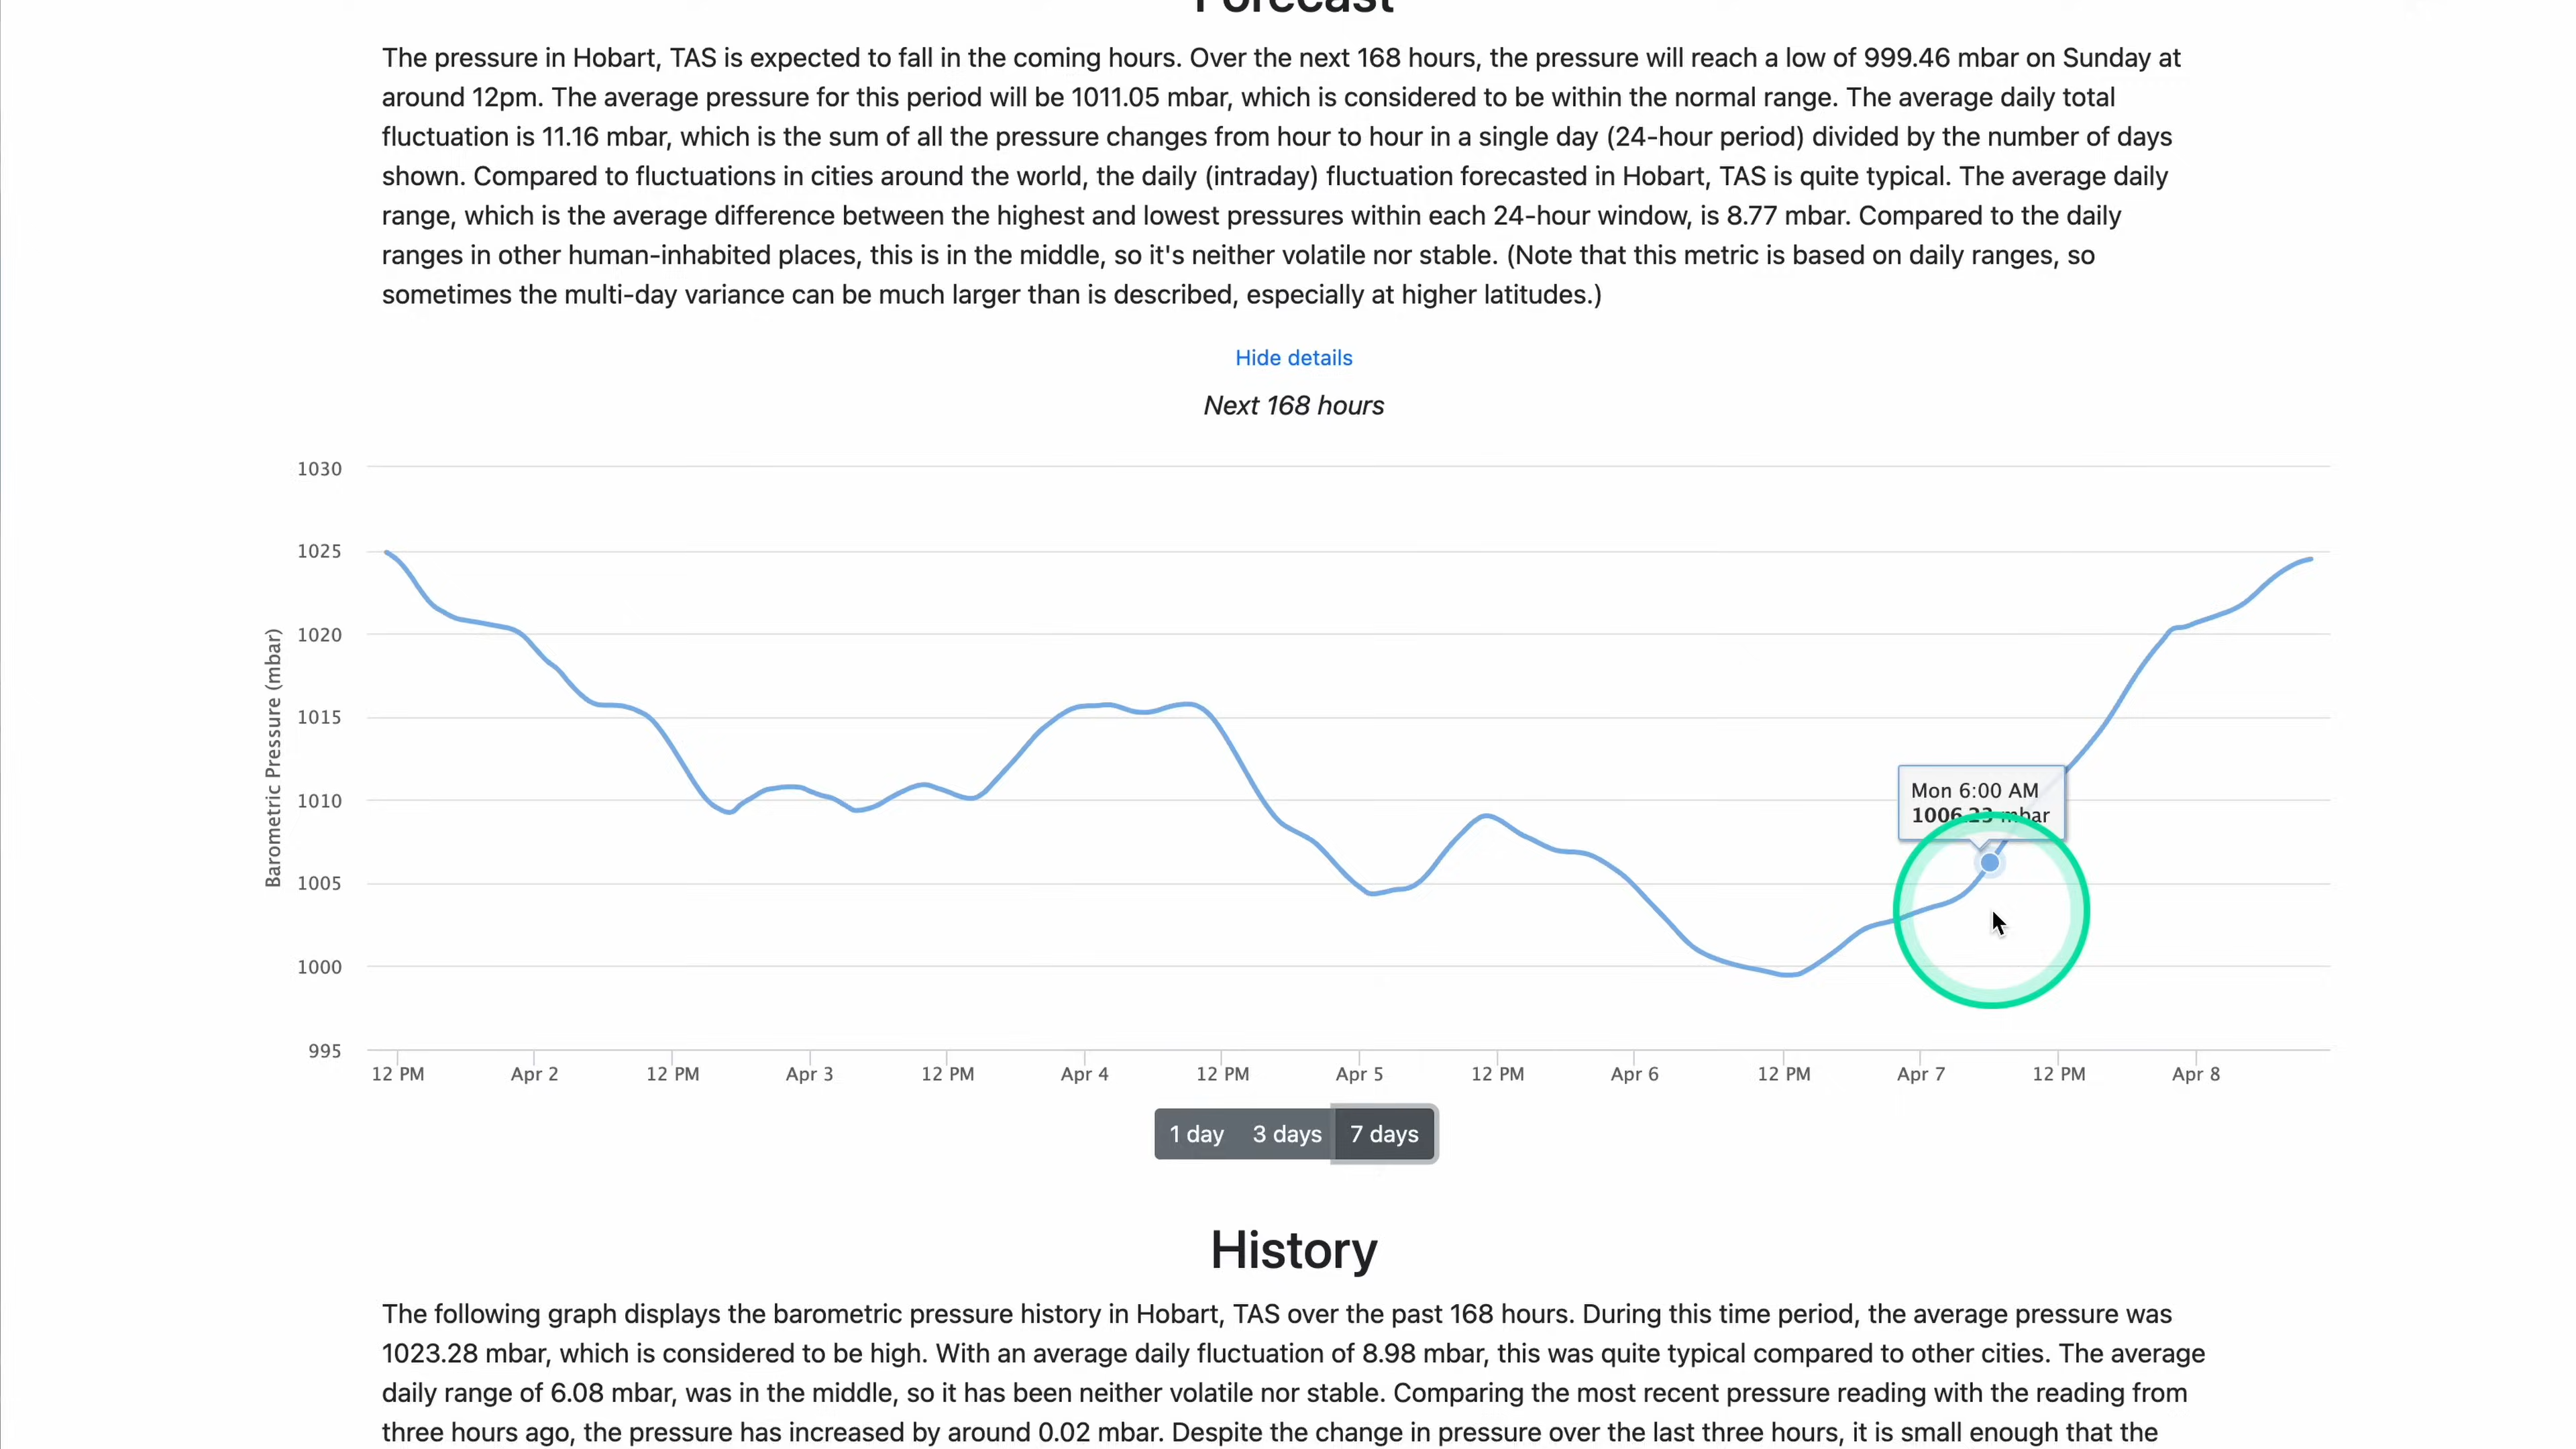 Forecast
The pressure in Hobart, TAS is expected to fall in the coming hours. Over the next 168 hours, the pressure will reach a low of 999.46 mbar on Sunday at
around 12pm. The average pressure for this period will be 1011.05 mbar, which is considered to be within the normal range. The average daily total
fluctuation is 11.16 mbar, which is the sum of all the pressure changes from hour to hour in a single day (24-hour period) divided by the number of days
shown. Compared to fluctuations in cities around the world, the daily (intraday) fluctuation forecasted in Hobart, TAS is quite typical. The average daily
range, which is the average difference between the highest and lowest pressures within each 24-hour window, is 8.77 mbar. Compared to the daily
ranges in other human-inhabited places, this is in the middle, so it's neither volatile nor stable. (Note that this metric is based on daily ranges, so
sometimes the multi-day variance can be much larger than is described, especially at higher latitudes.)
Hide details
Next 168 hours
Barometric Pressure (mbar)
1030
1025
1020
1015
1010
1005
1000
995
Mon 6:00 AM
1006.23 mbar
12 PM Apr 2 12 PM Apr 3 12 PM Apr 4 12 PM Apr 5 12 PM Apr 6 12 PM Apr 7 12 PM Apr 8
1 day 3 days 7 days
History
The following graph displays the barometric pressure history in Hobart, TAS over the past 168 hours. During this time period, the average pressure was
1023.28 mbar, which is considered to be high. With an average daily fluctuation of 8.98 mbar, this was quite typical compared to other cities. The average
daily range of 6.08 mbar, was in the middle, so it has been neither volatile nor stable. Comparing the most recent pressure reading with the reading from
three hours ago, the pressure has increased by around 0.02 mbar. Despite the change in pressure over the last three hours, it is small enough that the